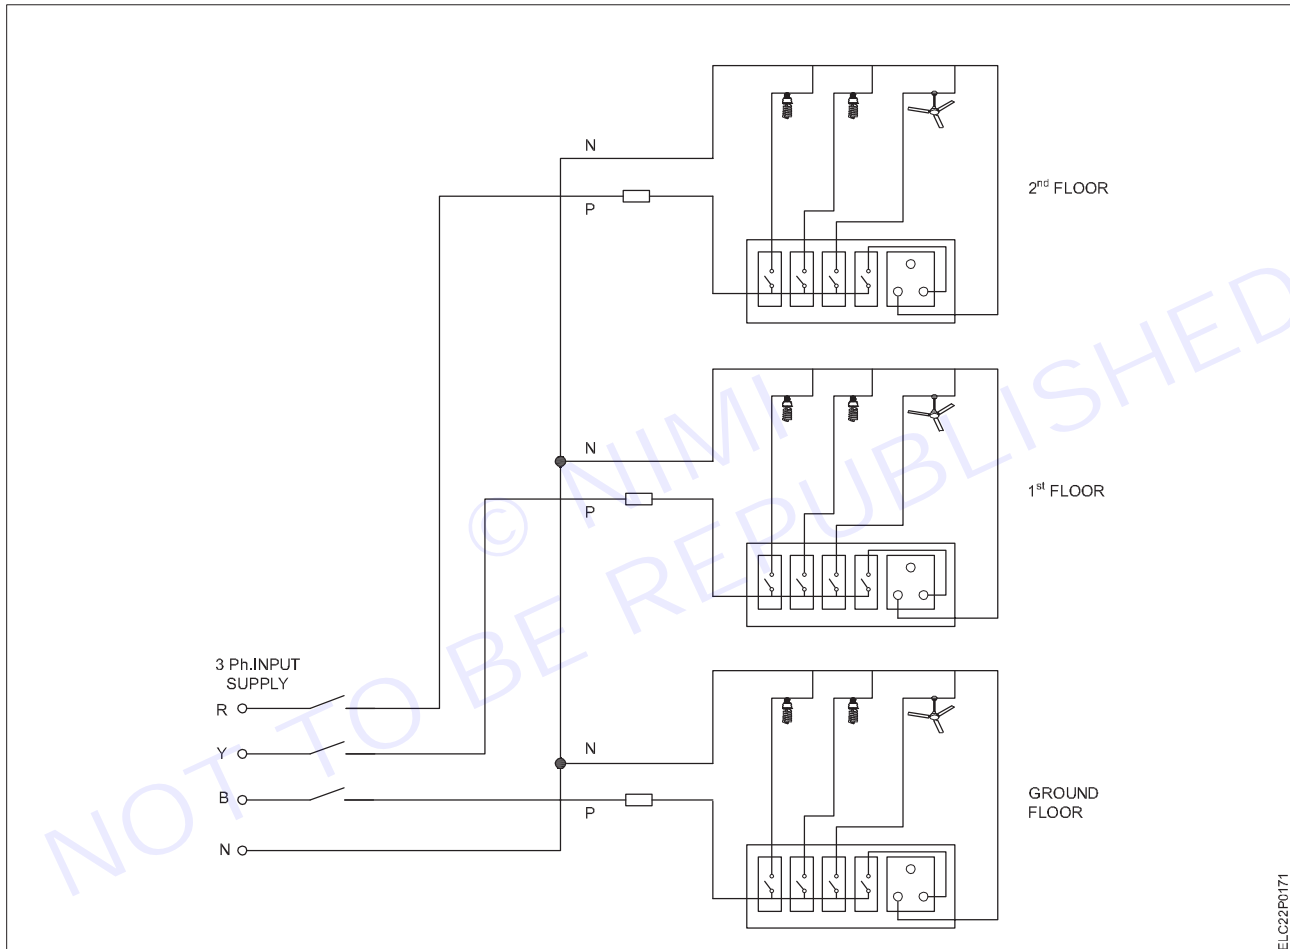 N
P
2nd FLOOR
N
P
1st FLOOR
3 Ph.INPUT
SUPPLY
R
Y
B
N
N
P
GROUND
FLOOR
ELC22P0171
© NIMI
NOT TO BE REPUBLISHED